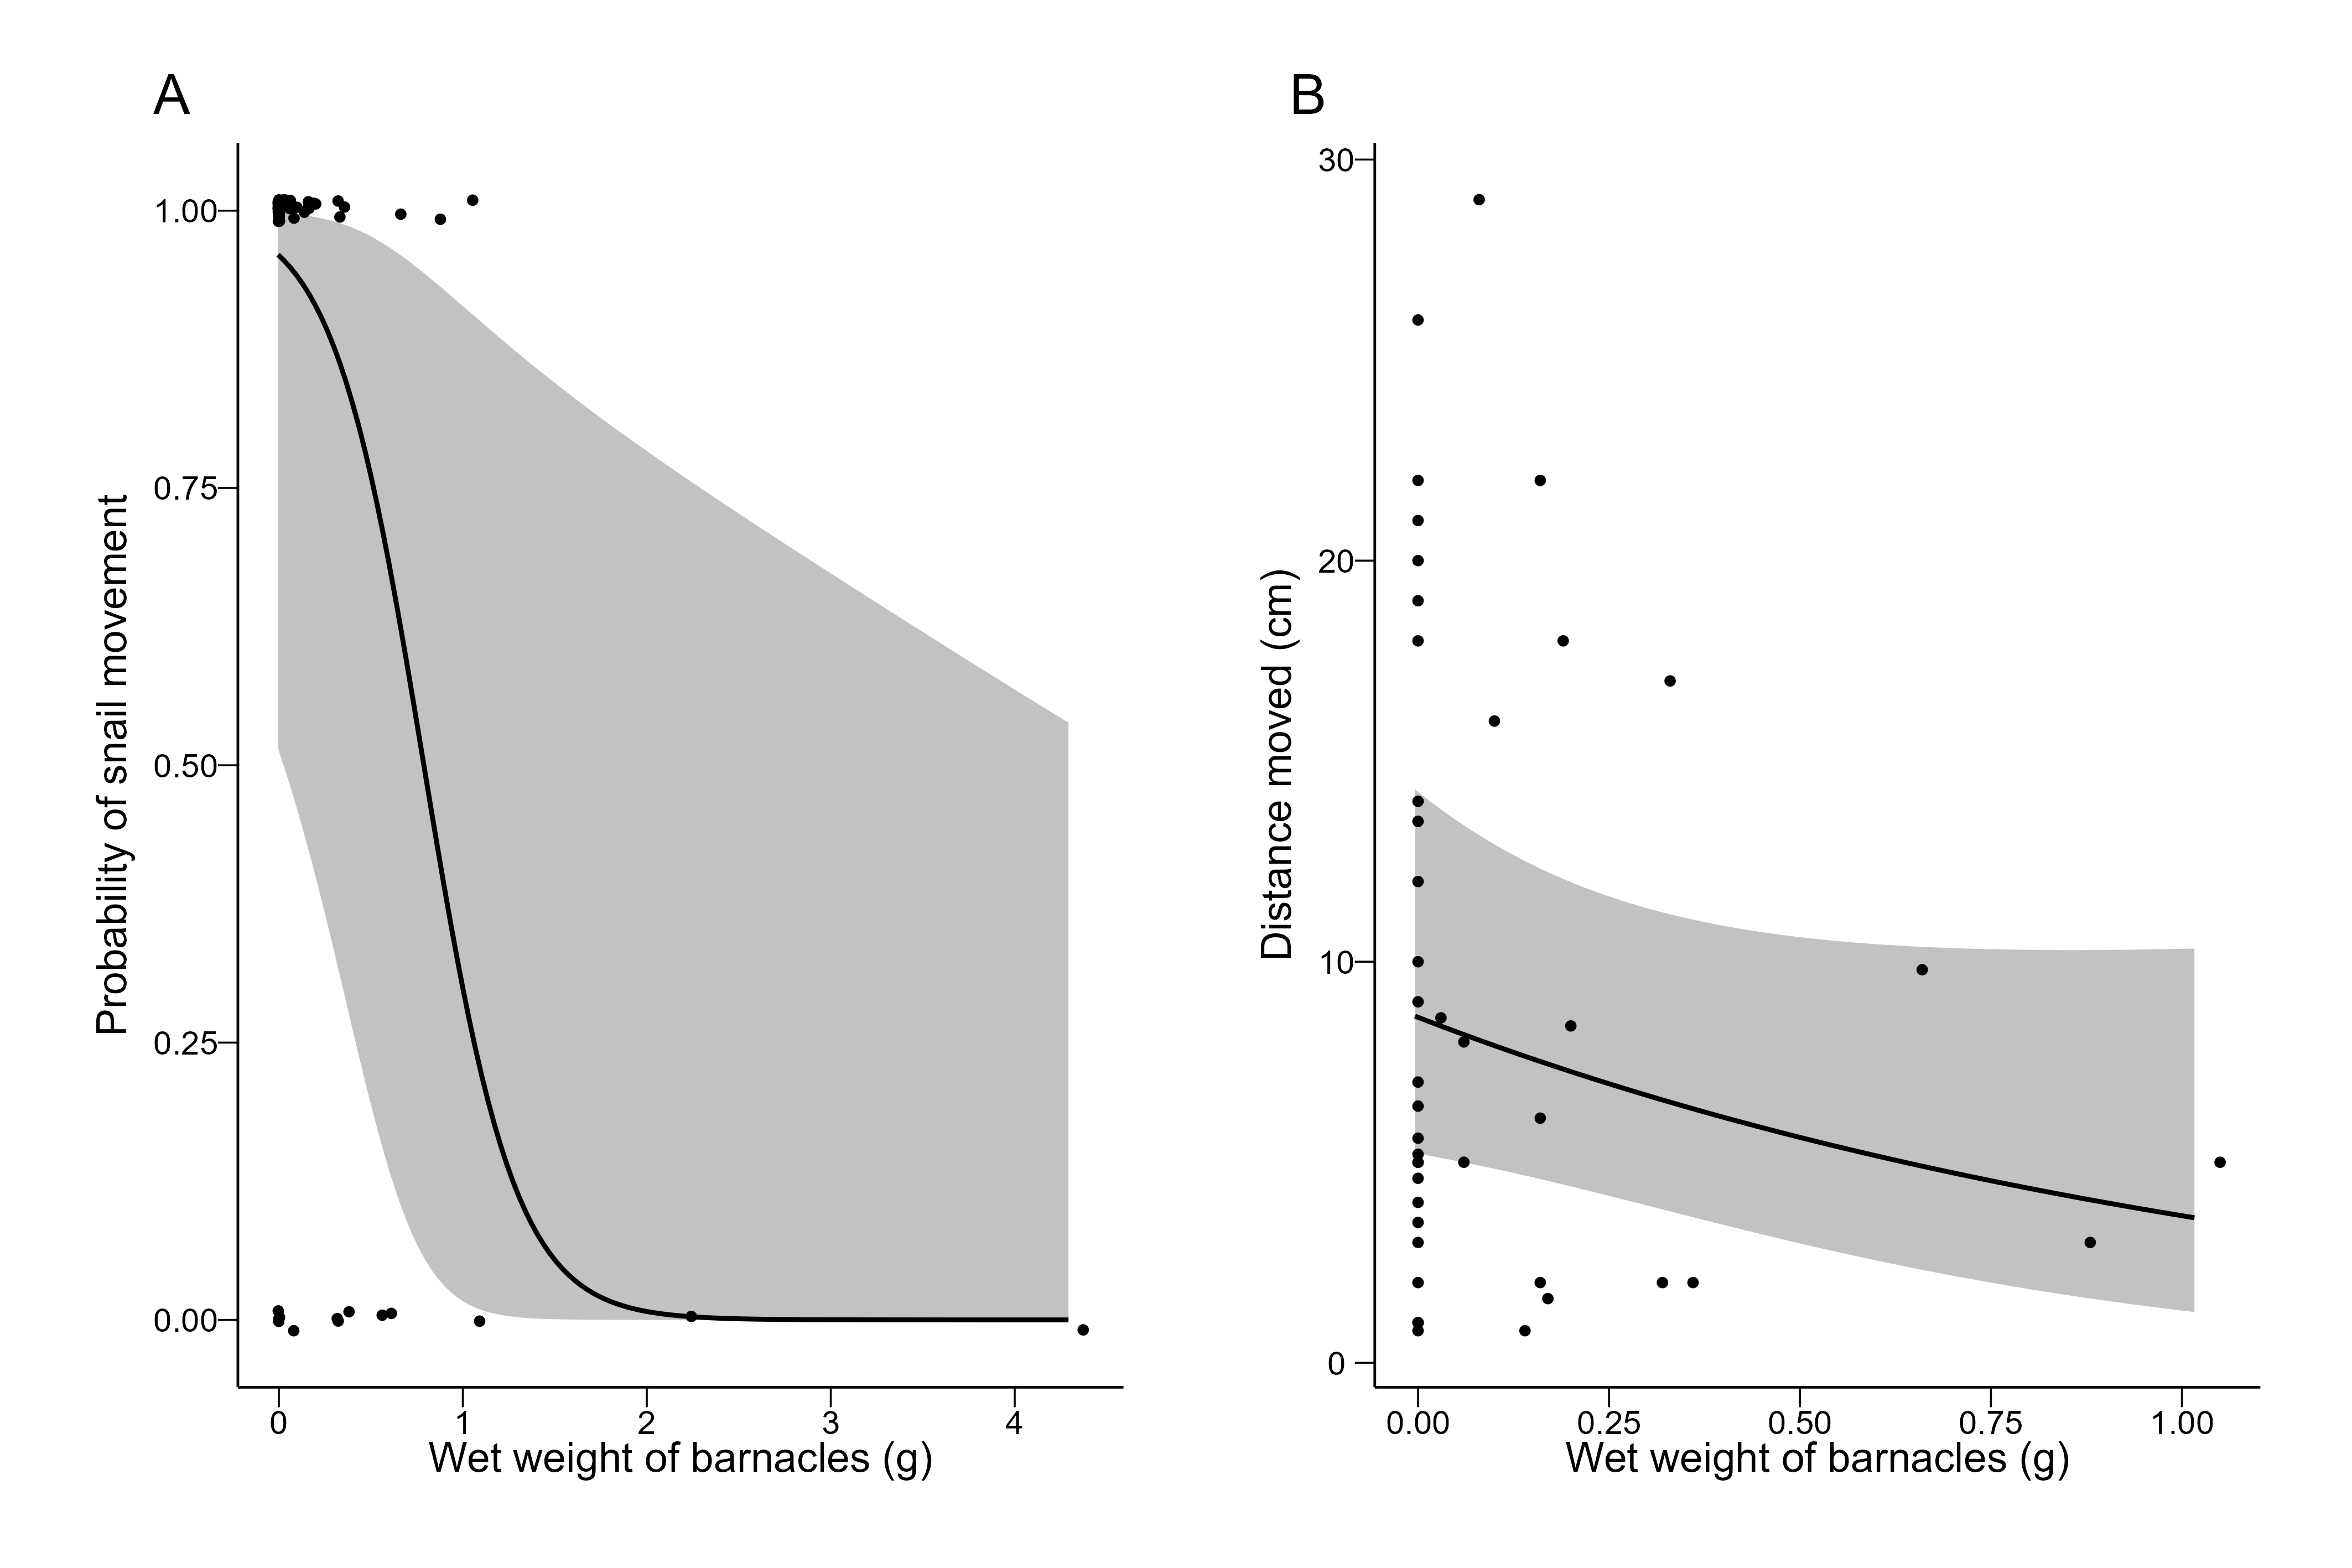 A
Probability of snail movement
1.00
0.75
0.50
0.25
0.00
0 1 2 3 4
Wet weight of barnacles (g)
B
Distance moved (cm)
30
20
10
0
0.00 0.25 0.50 0.75 1.00
Wet weight of barnacles (g)